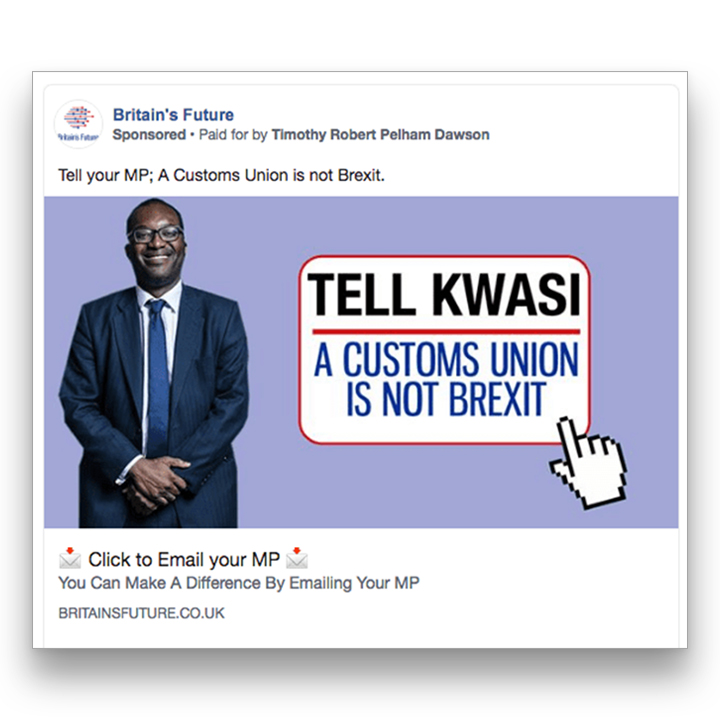 Britain's Future
Britain's Future
Sponsored • Paid for by Timothy Robert Pelham Dawson
Tell your MP; A Customs Union is not Brexit.
TELL KWASI
A CUSTOMS UNION
IS NOT BREXIT
Click to Email your MP
You Can Make A Difference By Emailing Your MP
BRITAINSFUTURE.CO.UK